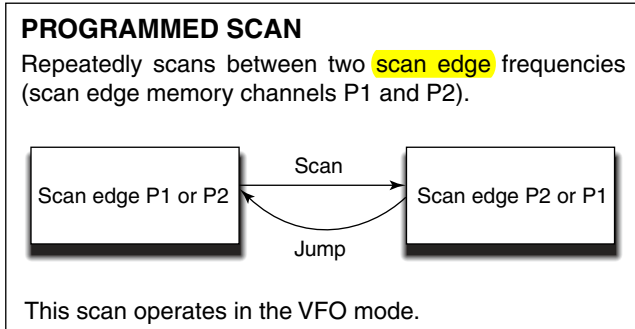 PROGRAMMED SCAN
Repeatedly scans between two scan edge frequencies
(scan edge memory channels P1 and P2).
Scan
Scan edge P1 or P2
Scan edge P2 or P1
Jump
This scan operates in the VFO mode.